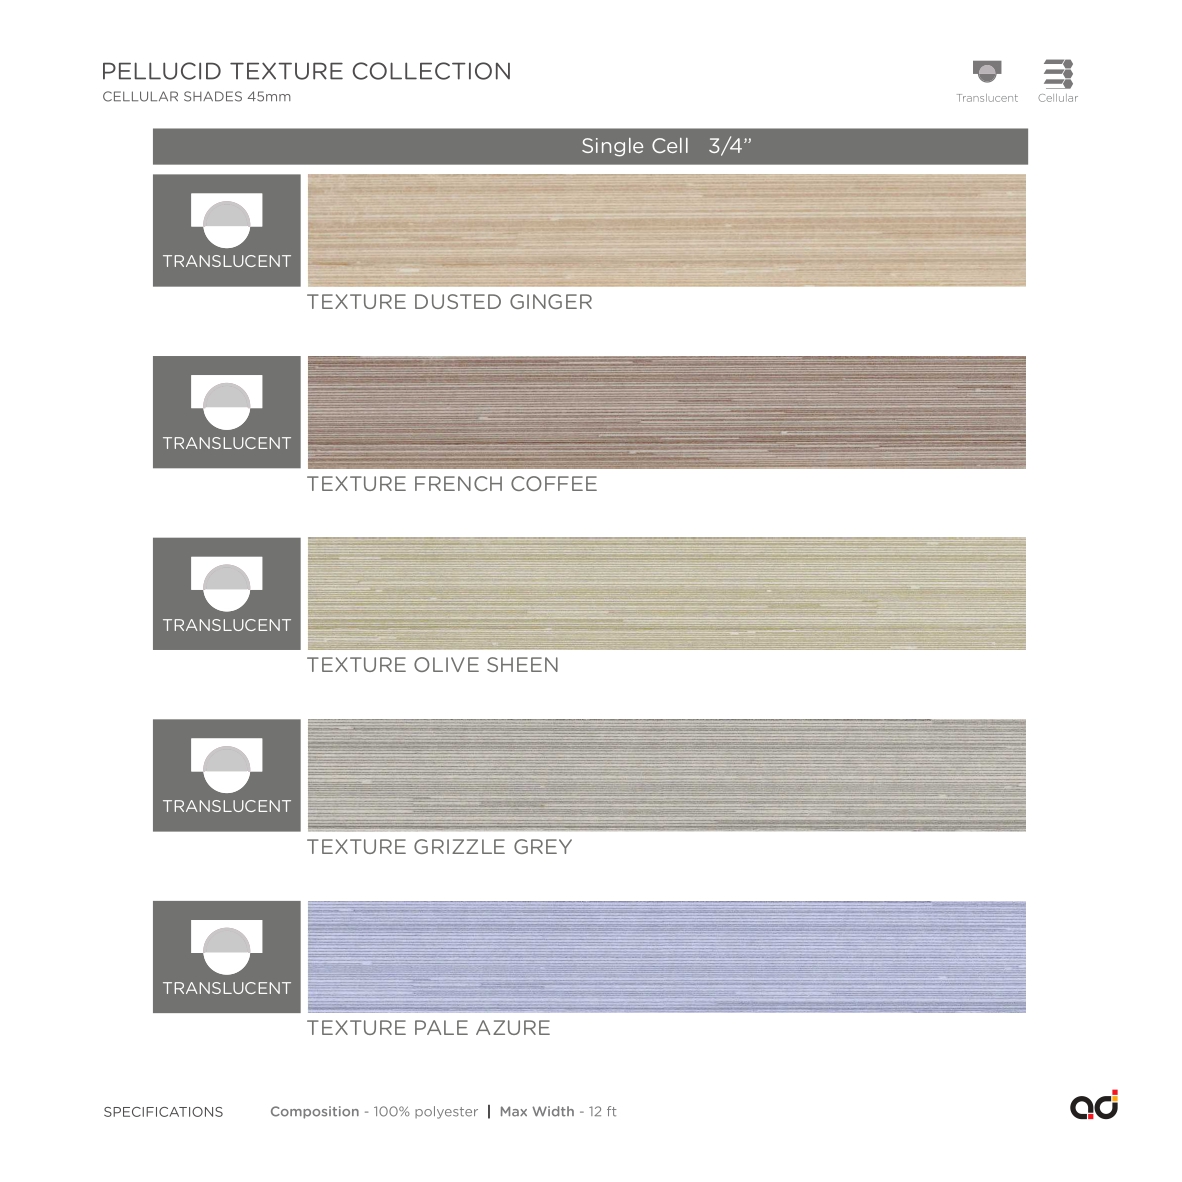 PELLUCID TEXTURE COLLECTION
CELLULAR SHADES 45mm
Translucent Cellular
Single Cell 3/4”
TRANSLUCENT
TEXTURE DUSTED GINGER
TRANSLUCENT
TEXTURE FRENCH COFFEE
TRANSLUCENT
TEXTURE OLIVE SHEEN
TRANSLUCENT
TEXTURE GRIZZLE GREY
TRANSLUCENT
TEXTURE PALE AZURE
SPECIFICATIONS Composition - 100% polyester | Max Width - 12 ft
ad